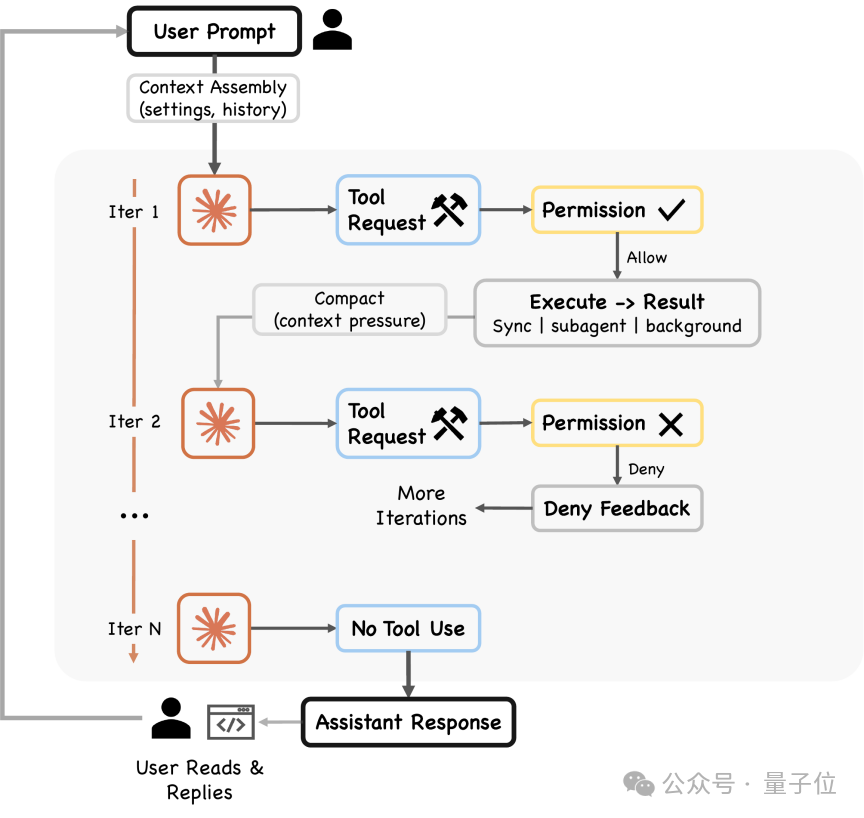 User Prompt
Context Assembly
(settings, history)
Iter 1
Tool
Request
Permission
Allow
Execute -> Result
Sync | subagent | background
Compact
(context pressure)
Iter 2
Tool
Request
Permission
Deny
Deny Feedback
More
Iterations
...
Iter N
No Tool Use
Assistant Response
</>
User Reads &
Replies
公众号 · 量子位